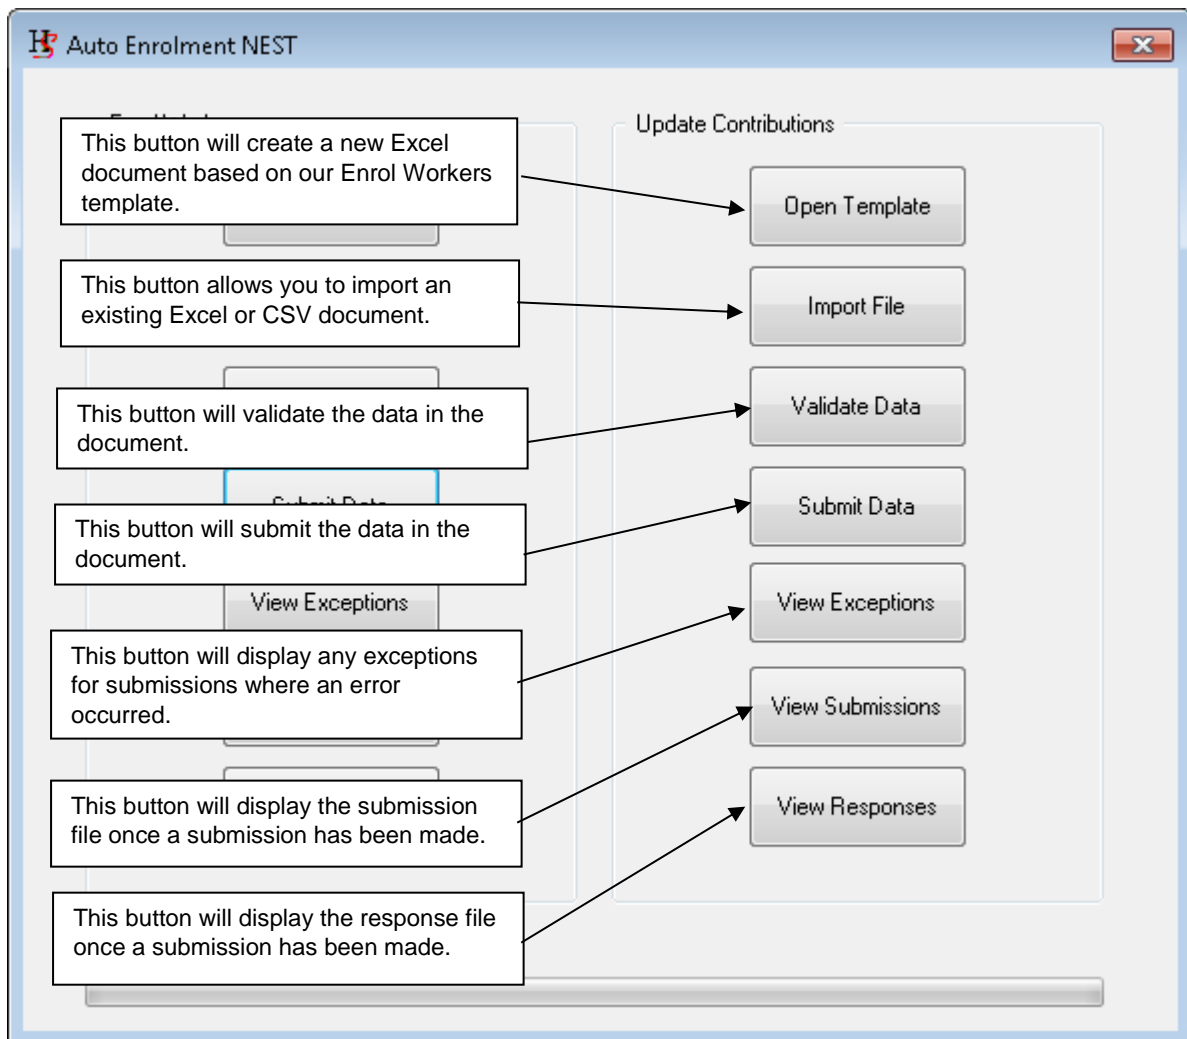 Auto Enrolment NEST
This button will create a new Excel
document based on our Enrol Workers
template.
This button allows you to import an
existing Excel or CSV document.
This button will validate the data in the
document.
This button will submit the data in the
document.
View Exceptions
This button will display any exceptions
for submissions where an error
occurred.
This button will display the submission
file once a submission has been made.
This button will display the response file
once a submission has been made.
Update Contributions
Open Template
Import File
Validate Data
Submit Data
View Exceptions
View Submissions
View Responses